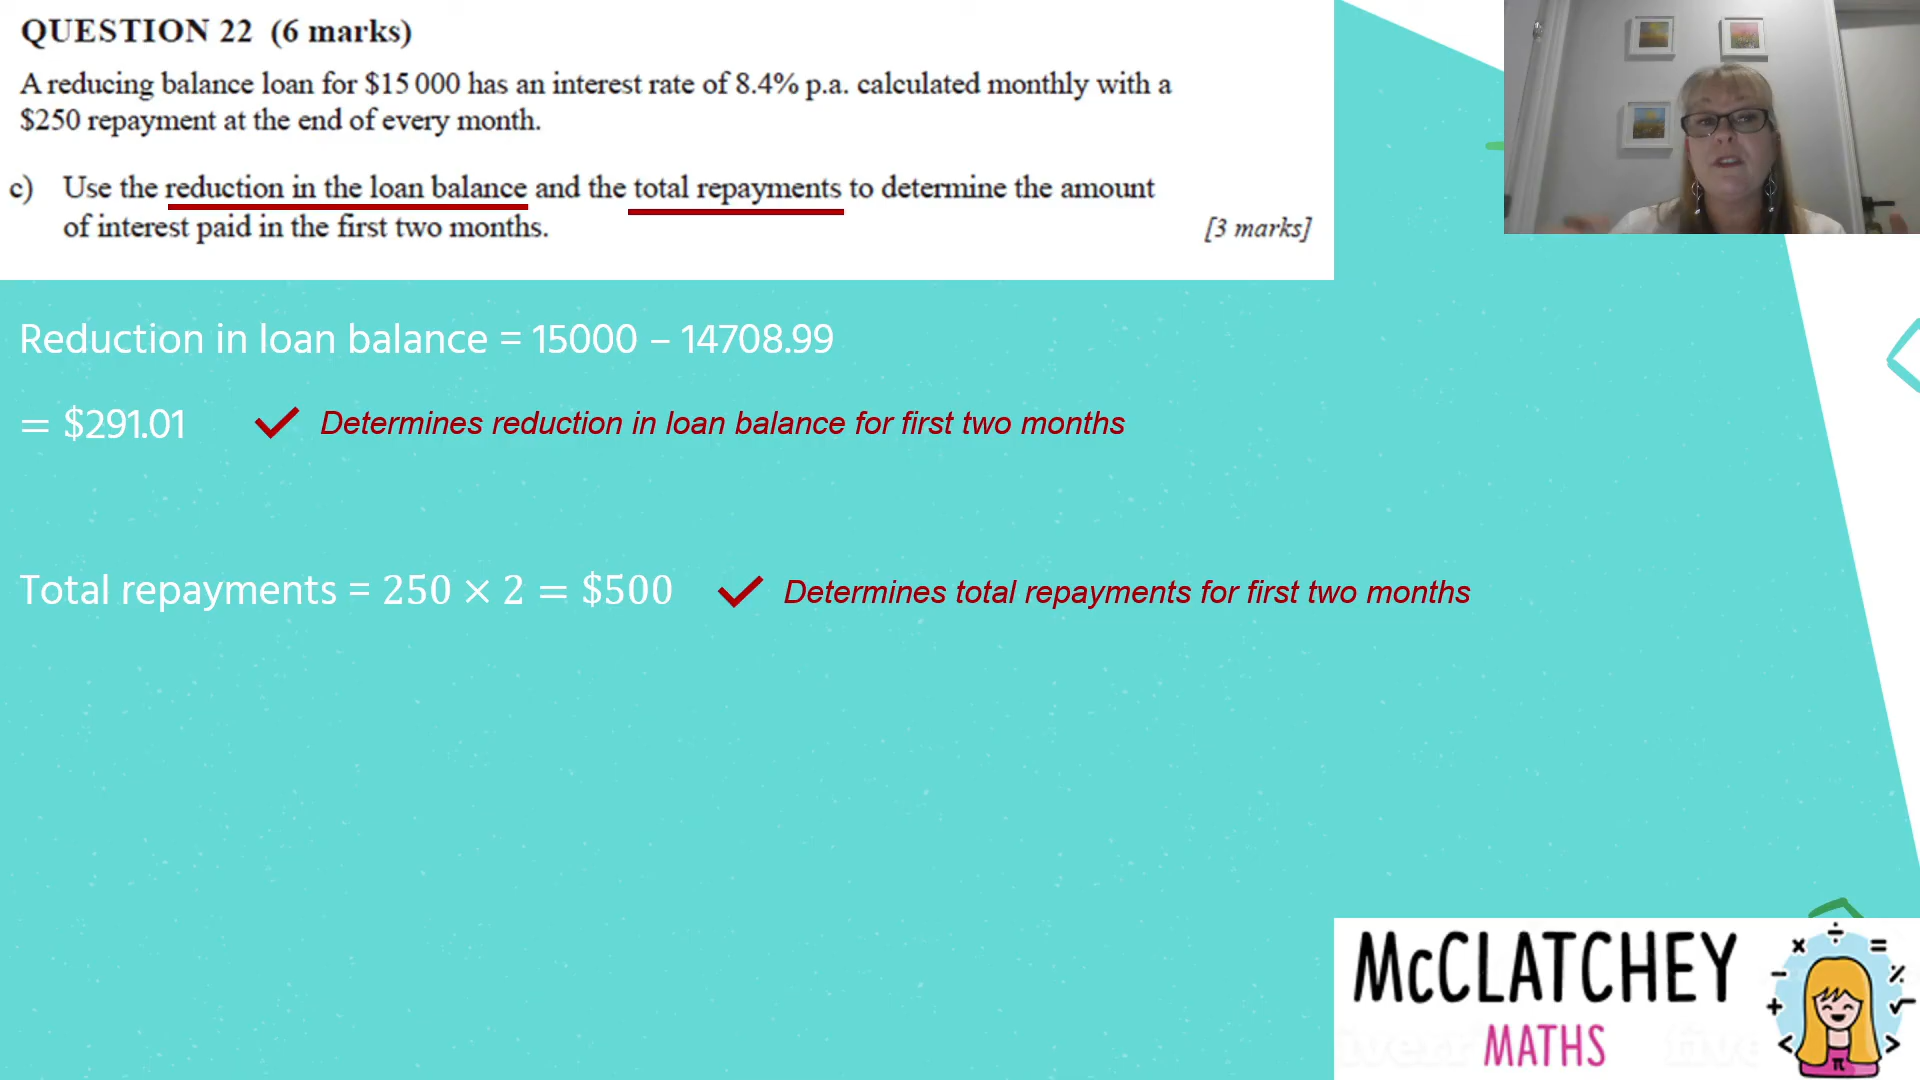 QUESTION 22 (6 marks)
A reducing balance loan for $15 000 has an interest rate of 8.4% p.a. calculated monthly with a
$250 repayment at the end of every month.
c) Use the reduction in the loan balance and the total repayments to determine the amount
of interest paid in the first two months.
[3 marks]
Reduction in loan balance = 15000 – 14708.99
= $291.01 Determines reduction in loan balance for first two months
Total repayments = 250 × 2 = $500 Determines total repayments for first two months
McCLATCHEY
MATHS